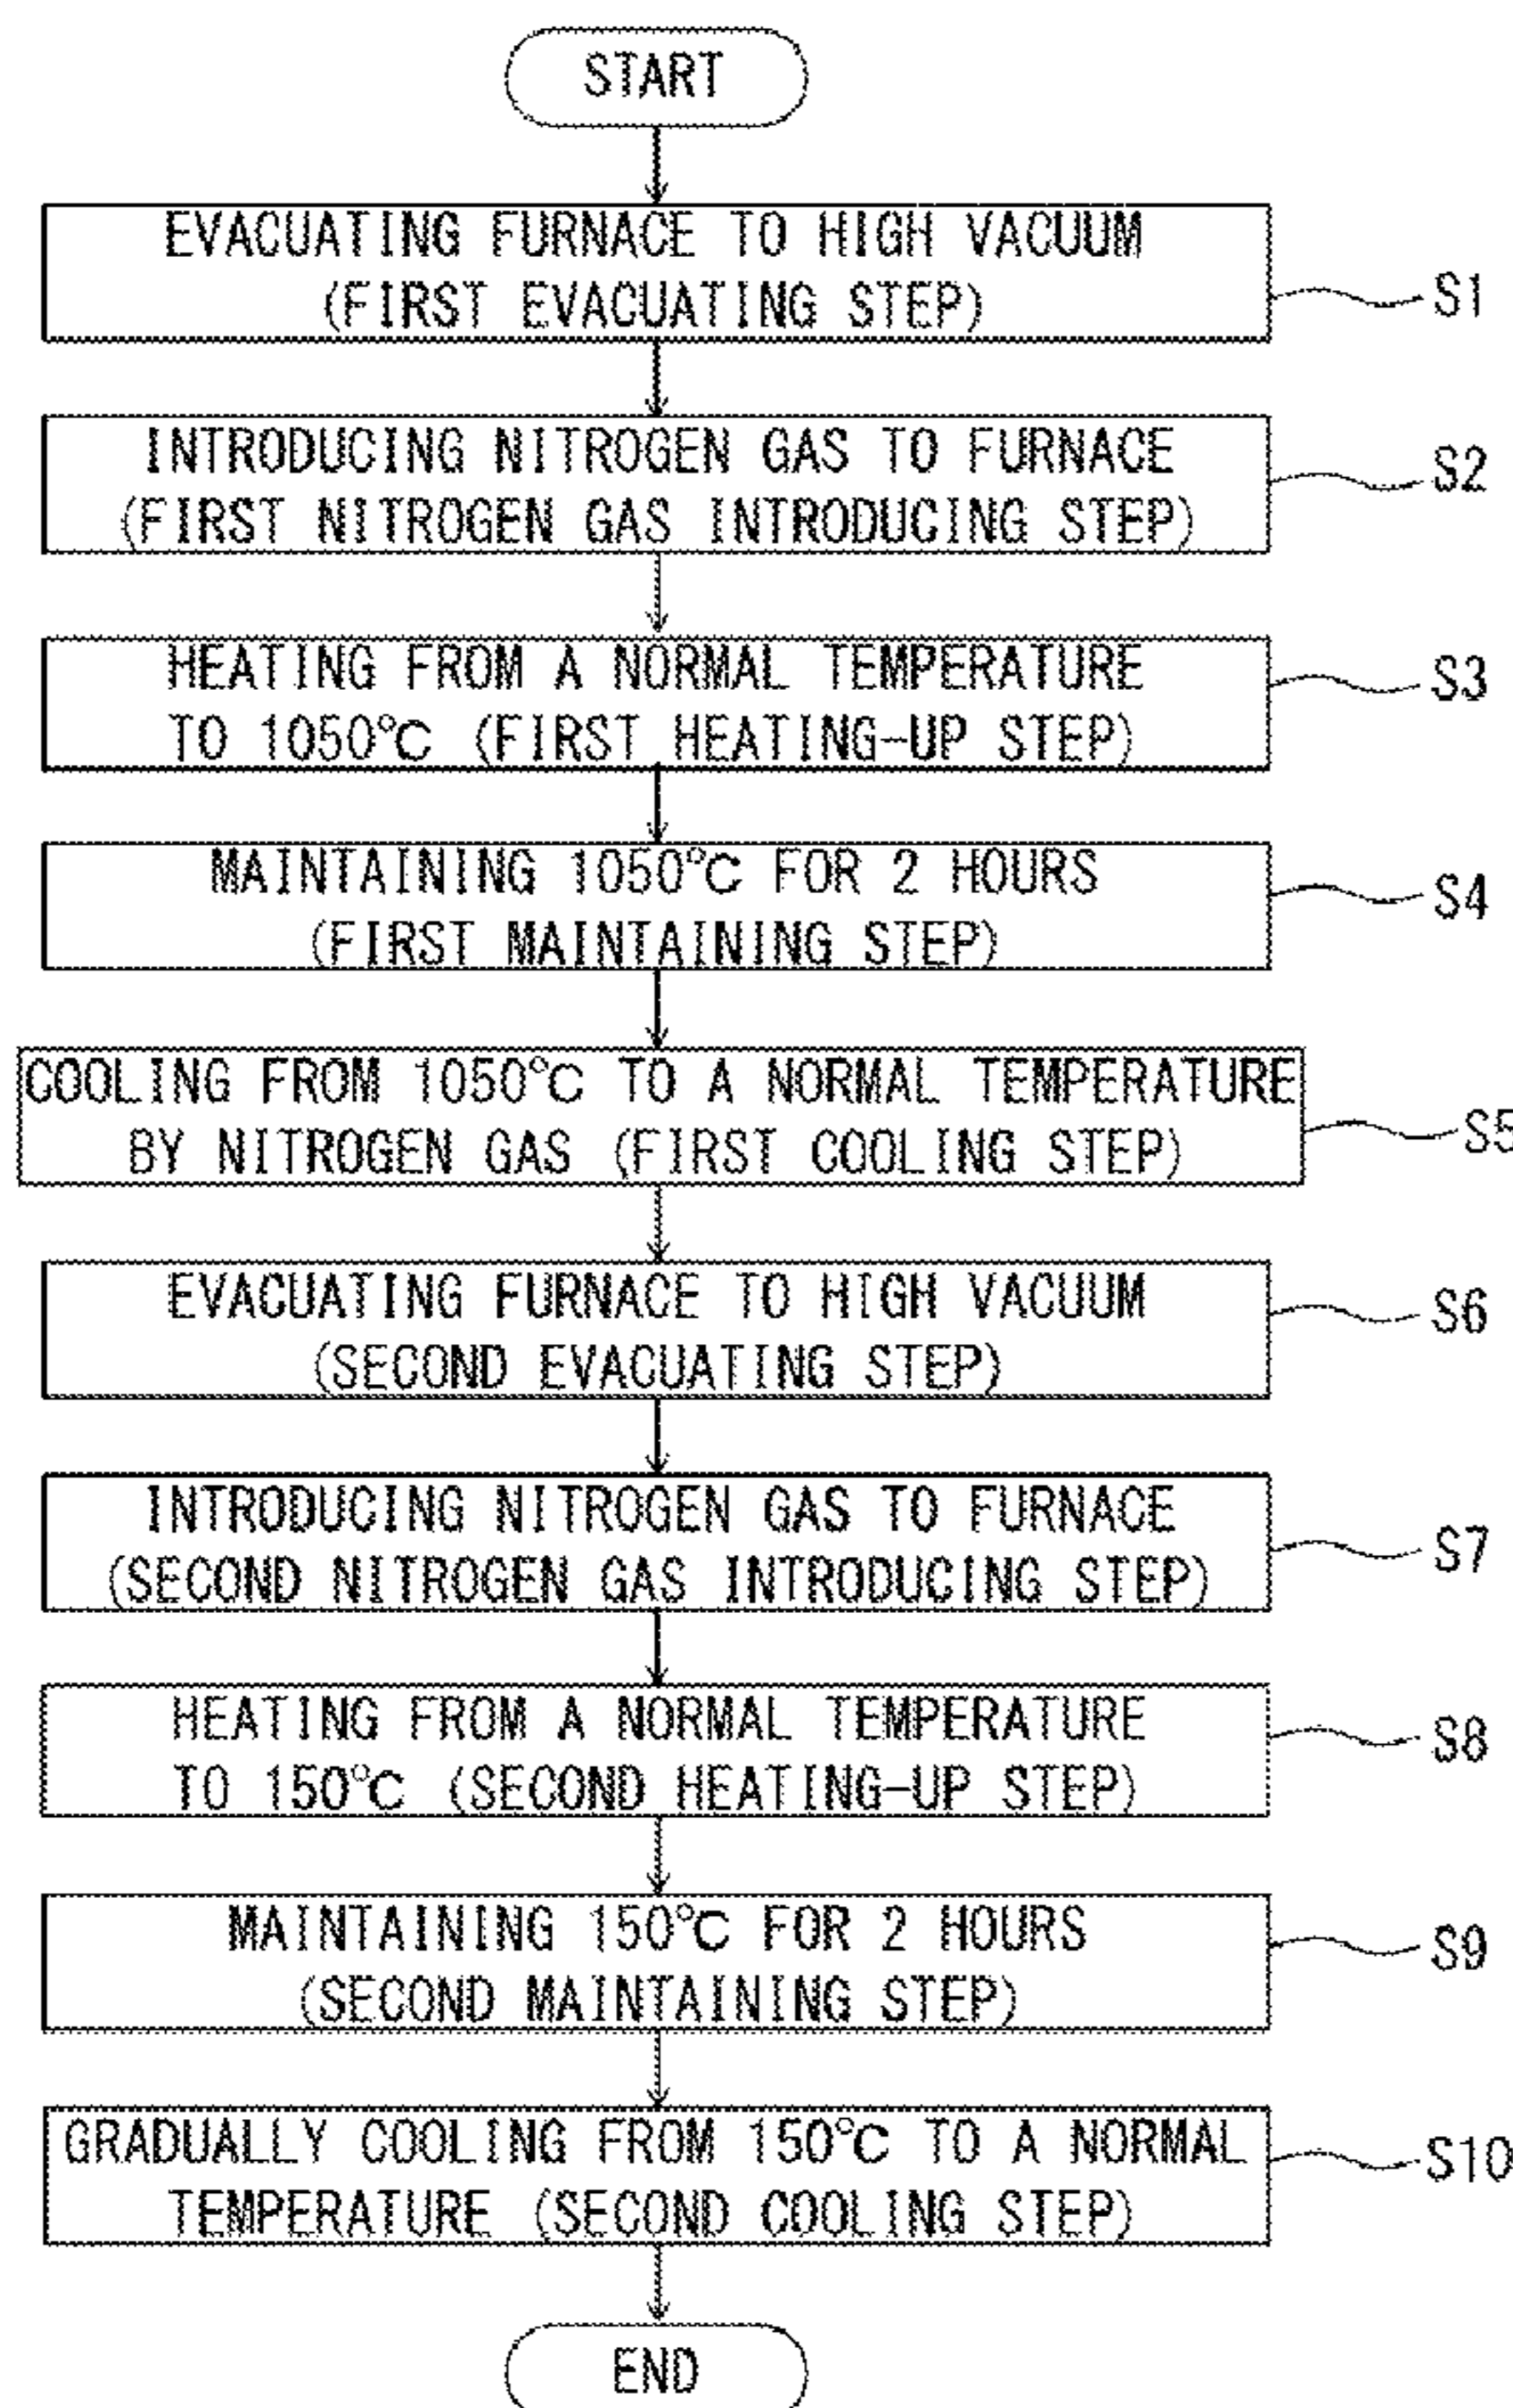 START
EVACUATING FURNACE TO HIGH VACUUM
(FIRST EVACUATING STEP)
S1
INTRODUCING NITROGEN GAS TO FURNACE
(FIRST NITROGEN GAS INTRODUCING STEP)
S2
HEATING FROM A NORMAL TEMPERATURE
TO 1050℃ (FIRST HEATING-UP STEP)
S3
MAINTAINING 1050℃ FOR 2 HOURS
(FIRST MAINTAINING STEP)
S4
COOLING FROM 1050℃ TO A NORMAL TEMPERATURE
BY NITROGEN GAS (FIRST COOLING STEP)
S5
EVACUATING FURNACE TO HIGH VACUUM
(SECOND EVACUATING STEP)
S6
INTRODUCING NITROGEN GAS TO FURNACE
(SECOND NITROGEN GAS INTRODUCING STEP)
S7
HEATING FROM A NORMAL TEMPERATURE
TO 150℃ (SECOND HEATING-UP STEP)
S8
MAINTAINING 150℃ FOR 2 HOURS
(SECOND MAINTAINING STEP)
S9
GRADUALLY COOLING FROM 150℃ TO A NORMAL
TEMPERATURE (SECOND COOLING STEP)
S10
END